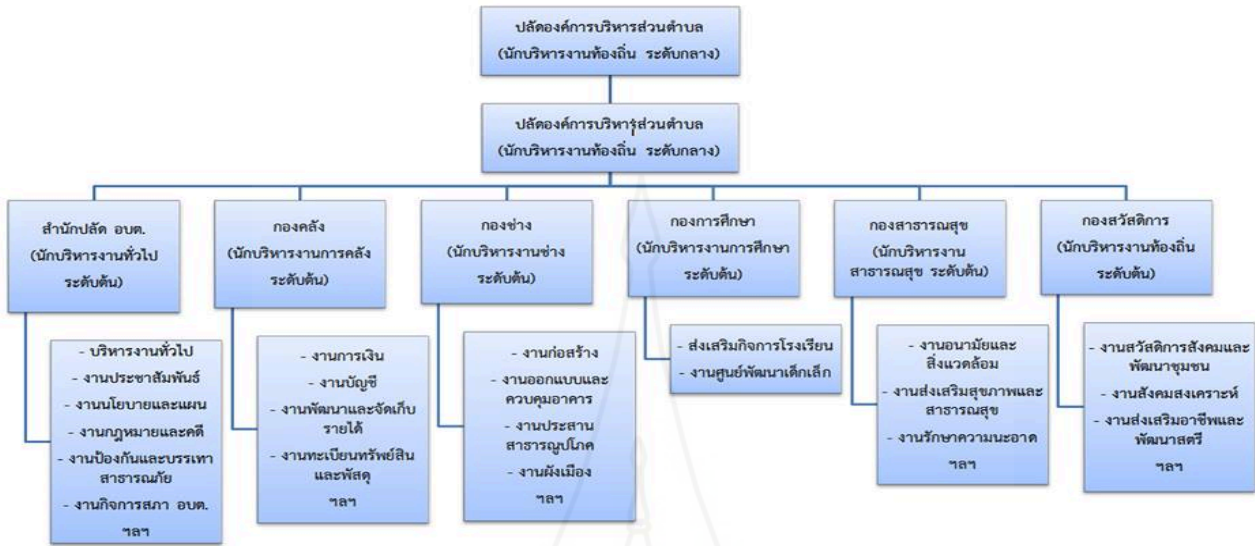 ปลัดองค์การบริหารส่วนตำบล
(นักบริหารงานท้องถิ่น ระดับกลาง)
ปลัดองค์การบริหารส่วนตำบล
(นักบริหารงานท้องถิ่น ระดับกลาง)
สำนักปลัด อบต.
(นักบริหารงานทั่วไป
ระดับต้น)
กองคลัง
(นักบริหารงานการคลัง
ระดับต้น)
กองช่าง
(นักบริหารงานช่าง
ระดับต้น)
กองการศึกษา
(นักบริหารงานการศึกษา
ระดับต้น)
กองสาธารณสุข
(นักบริหารงาน
สาธารณสุข ระดับต้น)
กองสวัสดิการ
(นักบริหารงานท้องถิ่น
ระดับต้น)
- บริหารงานทั่วไป
- งานประชาสัมพันธ์
- งานนโยบายและแผน
- งานกฎหมายและคดี
- งานป้องกันและบรรเทา
สาธารณภัย
- งานกิจการสภา อบต.
ฯลฯ
- งานการเงิน
- งานบัญชี
- งานพัฒนาและจัดเก็บ
รายได้
- งานทะเบียนทรัพย์สิน
และพัสดุ
ฯลฯ
- งานก่อสร้าง
- งานออกแบบและ
ควบคุมอาคาร
- งานประสาน
สาธารณูปโภค
- งานผังเมือง
ฯลฯ
- ส่งเสริมกิจการโรงเรียน
- งานศูนย์พัฒนาเด็กเล็ก
- งานอนามัยและ
สิ่งแวดล้อม
- งานส่งเสริมสุขภาพและ
สาธารณสุข
- งานรักษาความนะอาด
ฯลฯ
- งานสวัสดิการสังคมและ
พัฒนาชุมชน
- งานสังคมสงเคราะห์
- งานส่งเสริมอาชีพและ
พัฒนาสตรี
ฯลฯ